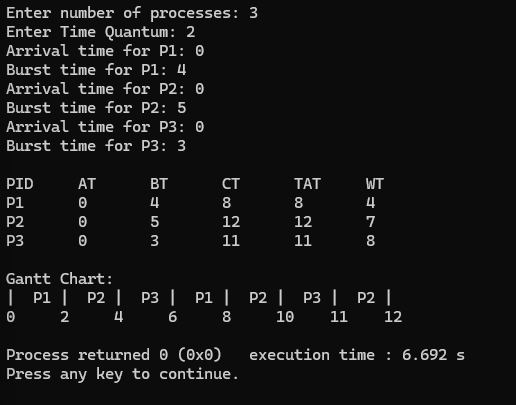 Enter number of processes: 3
Enter Time Quantum: 2
Arrival time for P1: 0
Burst time for P1: 4
Arrival time for P2: 0
Burst time for P2: 5
Arrival time for P3: 0
Burst time for P3: 3
PID     AT      BT      CT      TAT     WT
P1      0       4       8       8       4
P2      0       5       12      12      7
P3      0       3       11      11      8
Gantt Chart:
|  P1 |  P2 |  P3 |  P1 |  P2 |  P3 |  P2 |
0     2     4     6     8     10    11    12
Process returned 0 (0x0)   execution time : 6.692 s
Press any key to continue.